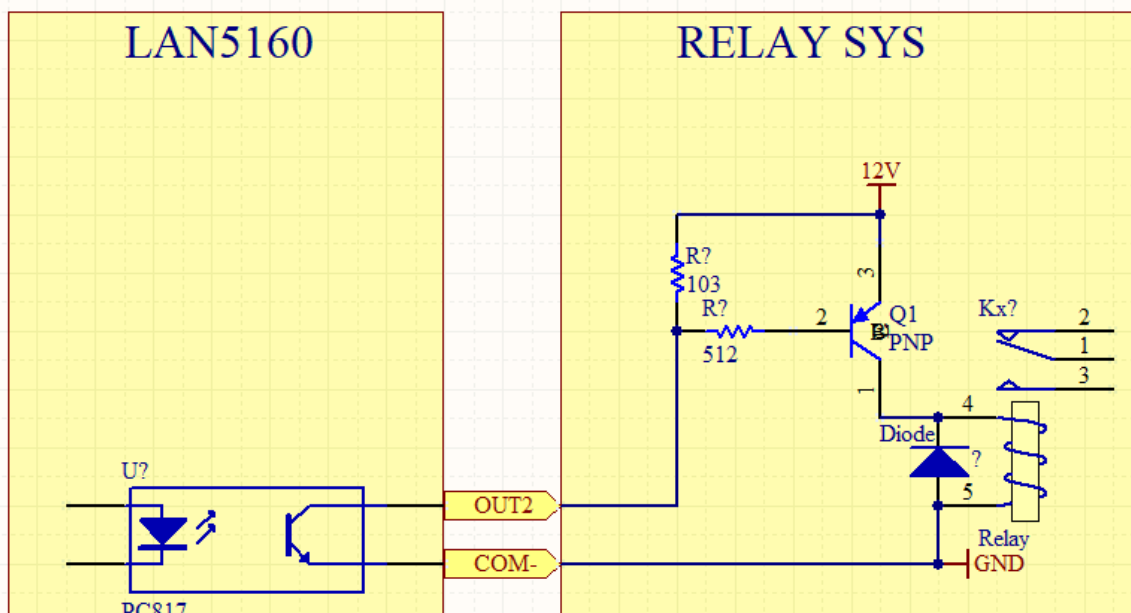 LAN5160
RELAY SYS
12V
R?
103
3
R?
512
2
Q1
PNP
Kx?
2
1
3
1
4
Diode
?
5
U?
OUT2
COM-
Relay
GND
PC817